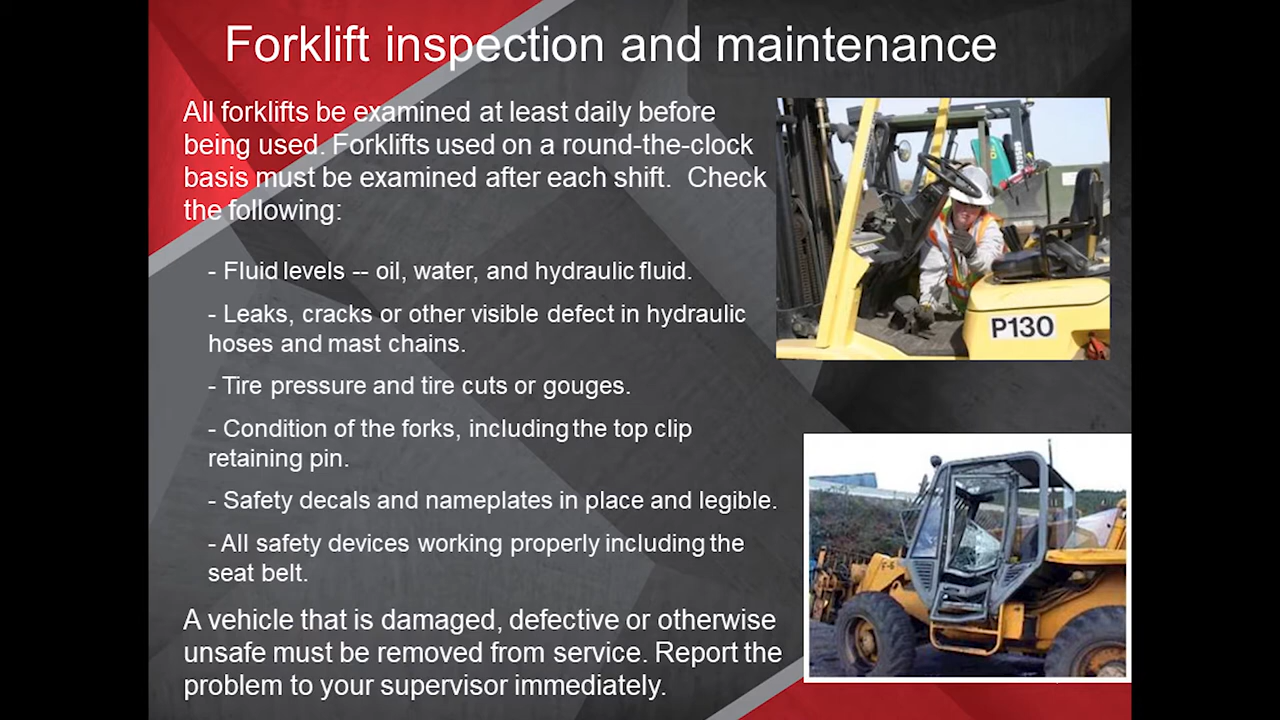 Forklift inspection and maintenance
All forklifts be examined at least daily before
being used. Forklifts used on a round-the-clock
basis must be examined after each shift.  Check
the following:
- Fluid levels -- oil, water, and hydraulic fluid.
- Leaks, cracks or other visible defect in hydraulic
hoses and mast chains.
- Tire pressure and tire cuts or gouges.
- Condition of the forks, including the top clip
retaining pin.
- Safety decals and nameplates in place and legible.
- All safety devices working properly including the
seat belt.
A vehicle that is damaged, defective or otherwise
unsafe must be removed from service. Report the
problem to your supervisor immediately.
P130